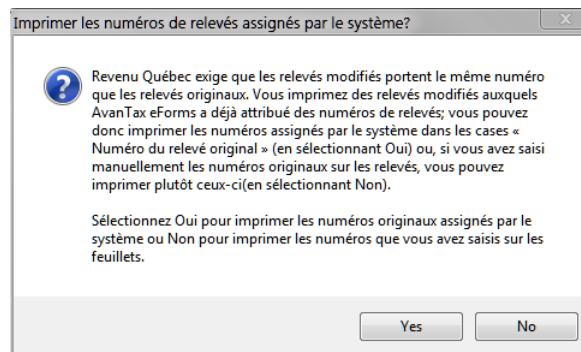 Imprimer les numéros de relevés assignés par le système?
Revenu Québec exige que les relevés modifiés portent le même numéro
que les relevés originaux. Vous imprimez des relevés modifiés auxquels
AvanTax eForms a déjà attribué des numéros de relevés; vous pouvez
donc imprimer les numéros assignés par le système dans les cases «
Numéro du relevé original » (en sélectionnant Oui) ou, si vous avez saisi
manuellement les numéros originaux sur les relevés, vous pouvez
imprimer plutôt ceux-ci(en sélectionnant Non).
Sélectionnez Oui pour imprimer les numéros originaux assignés par le
système ou Non pour imprimer les numéros que vous avez saisis sur les
feuillets.
Yes No